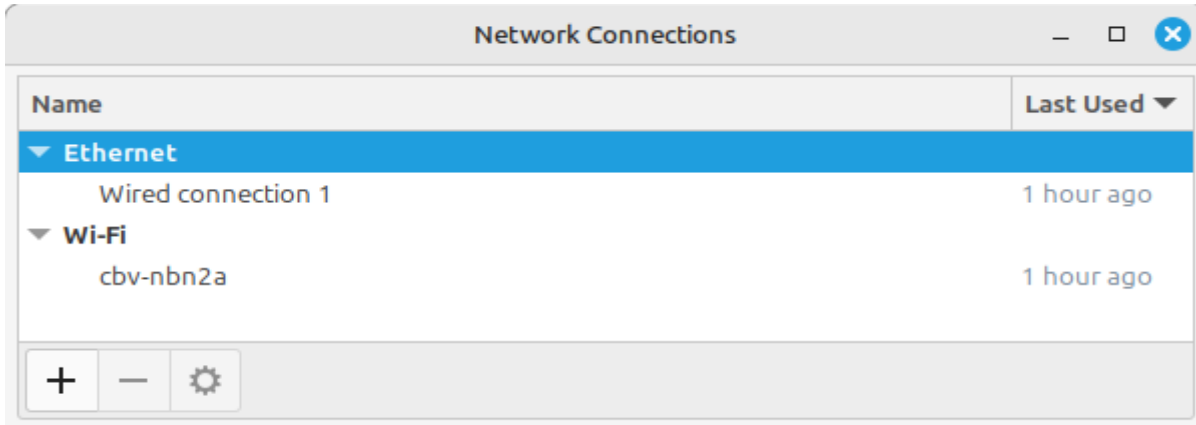 Network Connections
Name Last Used
Ethernet
Wired connection 1 1 hour ago
Wi-Fi
cbv-nbn2a 1 hour ago